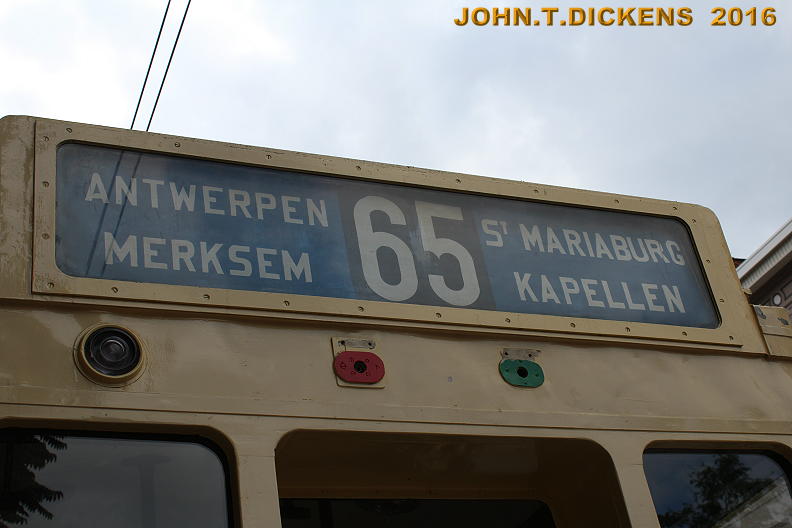 JOHN.T.DICKENS 2016
ANTWERPEN
MERKSEM
65
ST MARIABURG
KAPELLEN